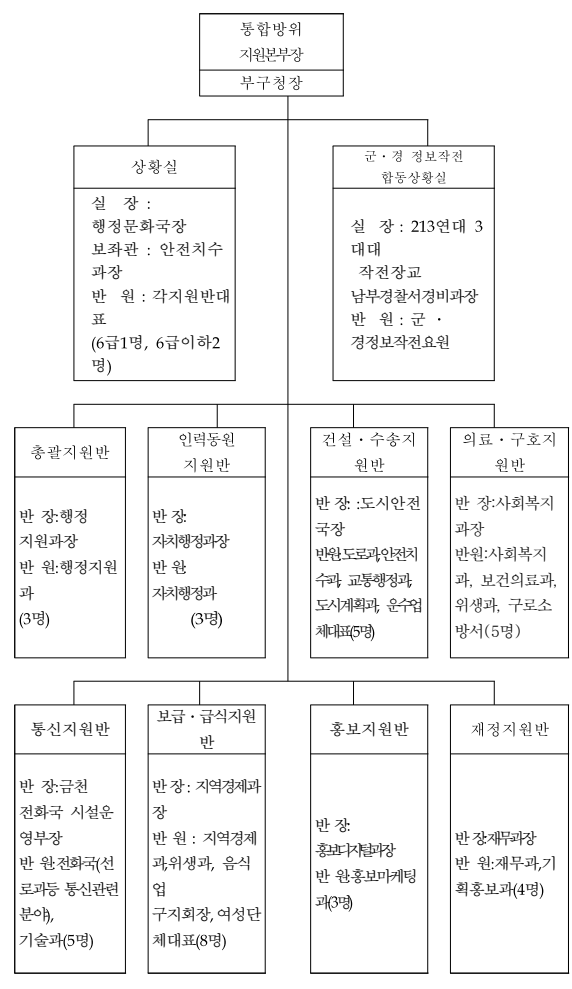 통합방위
지원본부장
부구청장
상황실
실 장 :
행정문화국장
보좌관 : 안전치수
과장
반 원 : 각지원반대
표
(6급1명, 6급이하2
명)
군·경 정보작전
합동상황실
실 장 : 213연대 3
대대
작전장교
남부경찰서경비과장
반 원 : 군 ·
경정보작전요원
총괄지원반
반 장:행정
지원과장
반 원:행정지원
과
(3명)
인력동원
지원반
반 장:
자치행정과장
반 원:
자치행정과
(3명)
건설·수송지
원반
반 장: :도시안전
국장
반원:도로과,안전치
수과, 교통행정과,
도시계획과, 운수업
체대표(5명)
의료·구호지
원반
반 장:사회복지
과장
반원:사회복지
과, 보건의료과,
위생과, 구로소
방서(5명)
통신지원반
반 장:금천
전화국 시설운
영부장
반 원:전화국(선
로과등 통신관련
분야),
기술과(5명)
보급·급식지원
반
반 장 : 지역경제과
장
반 원 : 지역경제
과,위생과, 음식
업
구지회장, 여성단
체대표(8명)
홍보지원반
반 장:
홍보디지털과장
반 원:홍보마케팅
과(3명)
재정지원반
반 장:재무과장
반 원:재무과,기
획홍보과(4명)